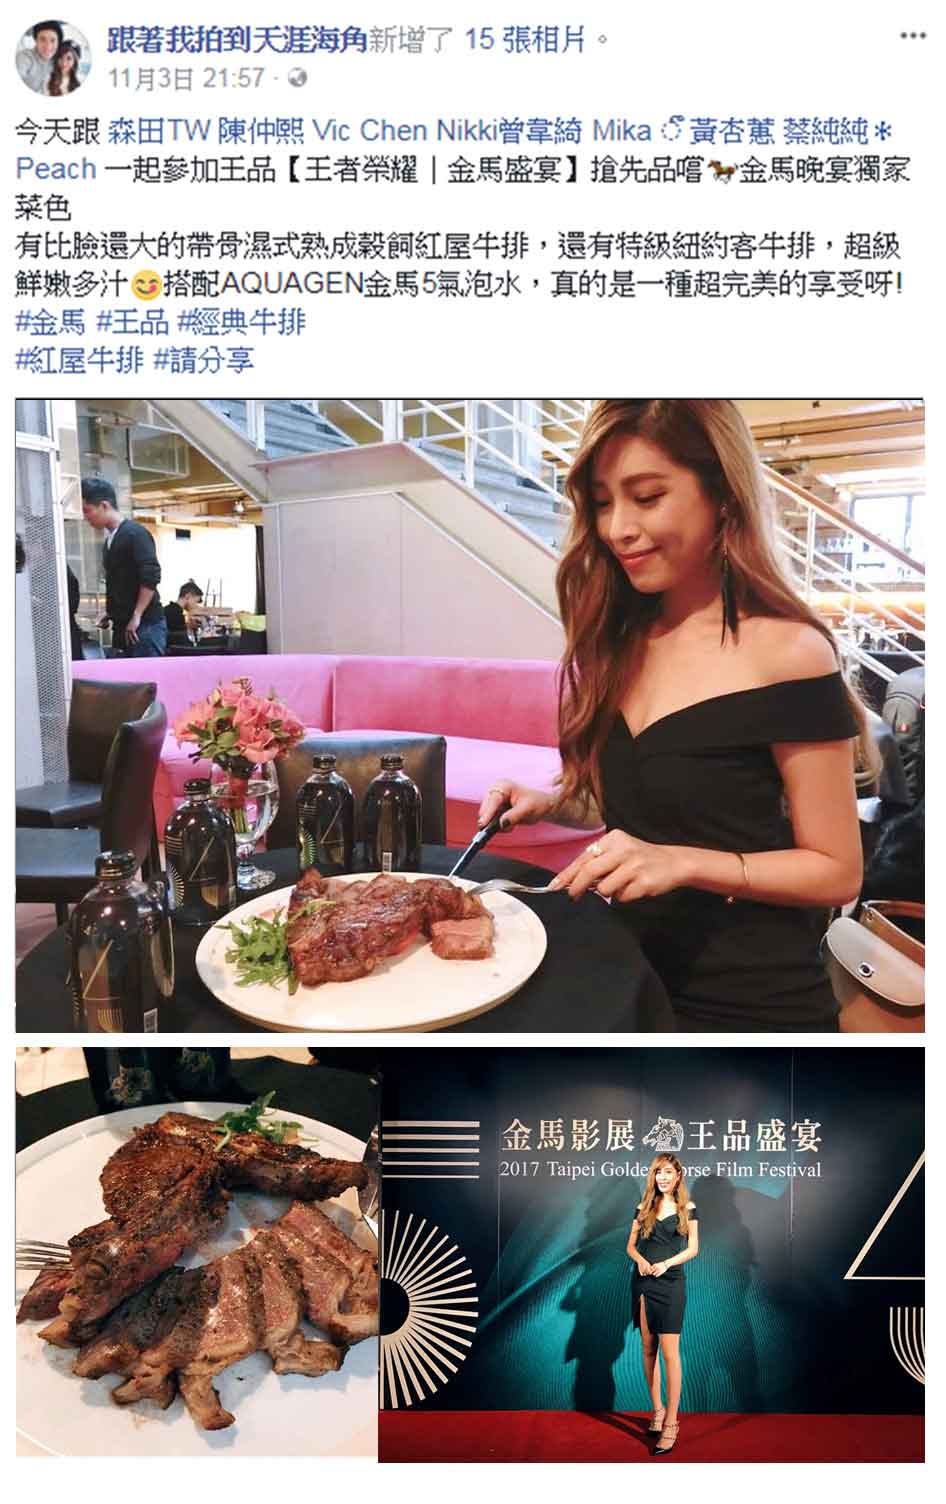 跟著我拍到天涯海角新增了 15 張相片。
11月3日 21:57 ·
今天跟 森田TW 陳仲熙 Vic Chen Nikki曾韋綺 Mika 黃杏蕙 蔡純純✻
Peach 一起參加王品【王者榮耀｜金馬盛宴】搶先品嚐🐎金馬晚宴獨家
菜色
有比臉還大的帶骨濕式熟成穀飼紅屋牛排，還有特級紐約客牛排，超級
鮮嫩多汁😋搭配AQUAGEN金馬5氣泡水，真的是一種超完美的享受呀!
#金馬 #王品 #經典牛排
#紅屋牛排 #請分享
金馬影展 王品盛宴
2017 Taipei Golden Horse Film Festival